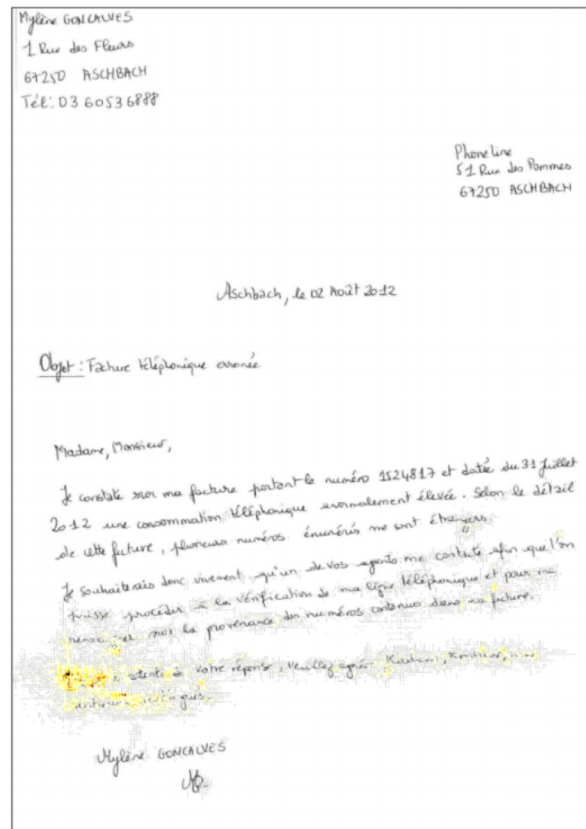 Mylène GONCALVES
1 Rue des Fleurs
67250 ASCHBACH
Tél: 03 60536888
Phone Line
51 Rue des Pommes
67250 ASCHBACH
Aschbach, le 02 Août 2012
Objet : Facture téléphonique erronée
Madame, Monsieur,
Je constate sur ma facture portant le numéro 1524817 et datée du 31 Juillet
2012 une consommation téléphonique anormalement élevée. Selon le détail
de cette facture, plusieurs numéros énumérés me sont étrangers.
Je souhaiterais donc vivement qu'un de vos agents me contacte afin que l'on
puisse procéder à la vérification de ma ligne téléphonique et pour me
sur la provenance des numéros contenus dans ma facture.
votre réponse, veuillez agréer
Mylène GONCALVES